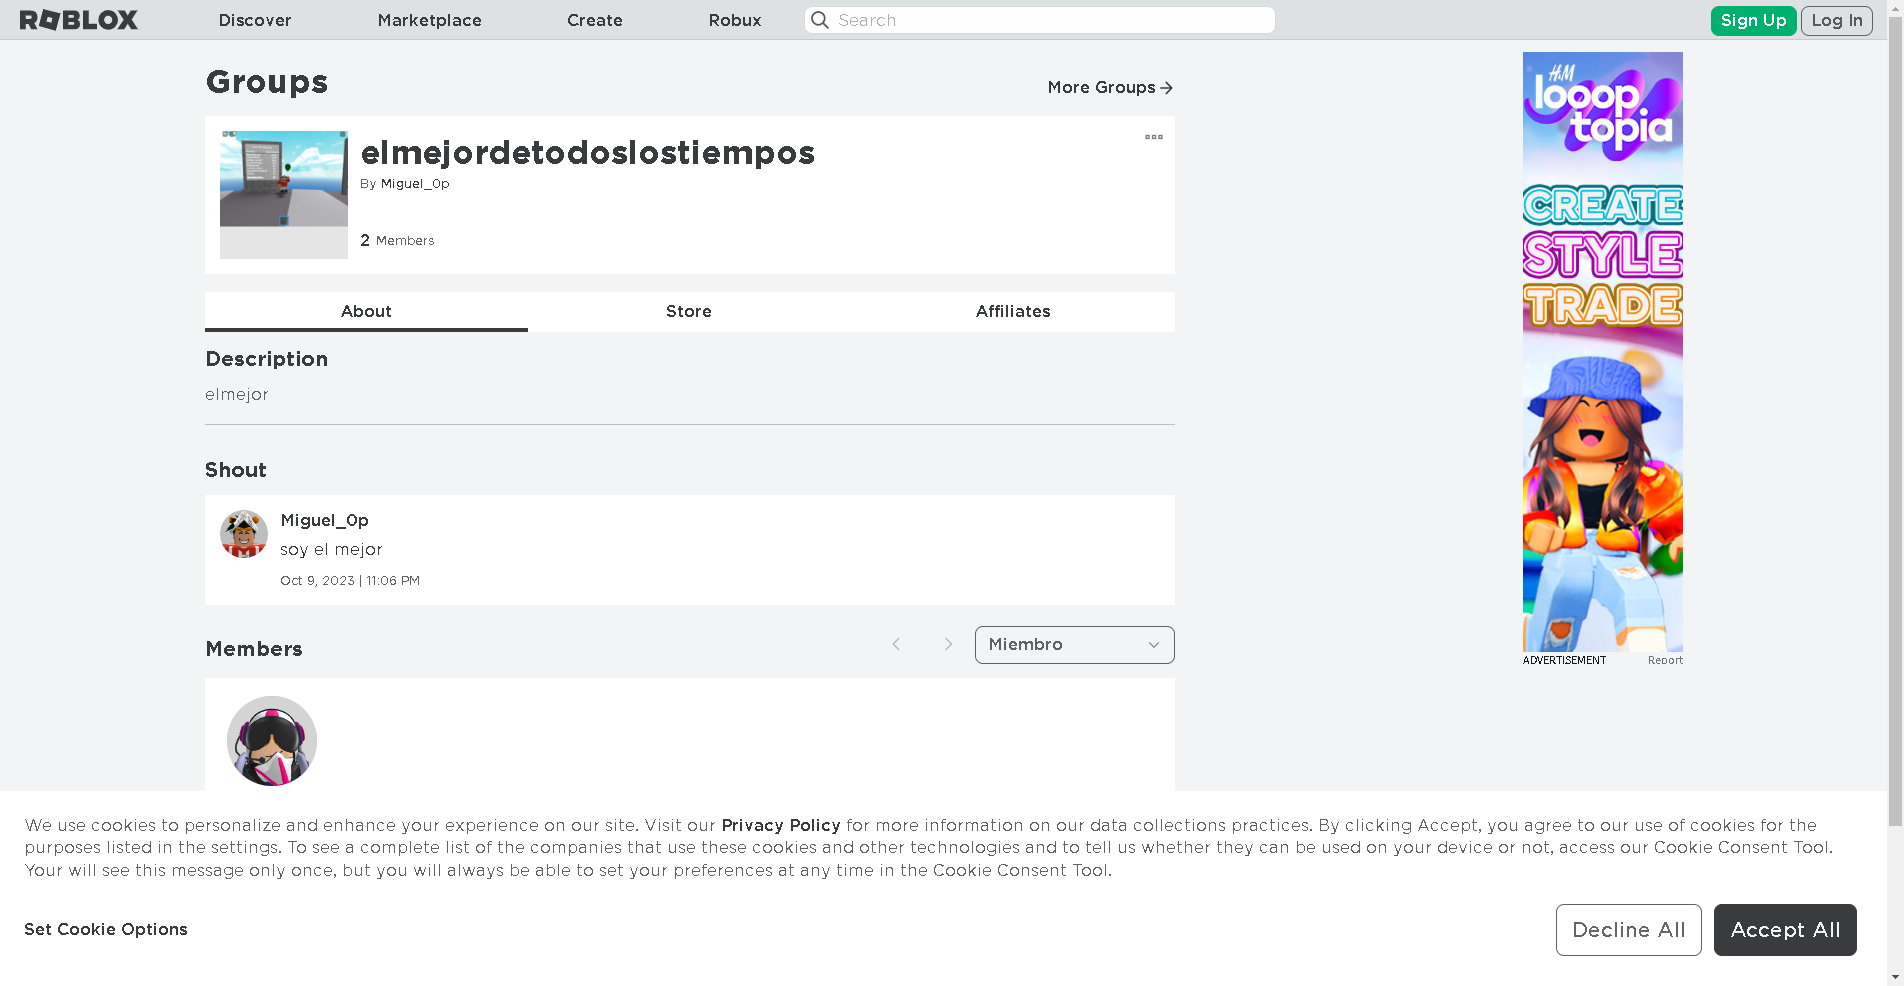 ROBLOX Discover Marketplace Create Robux Search Sign Up Log In
Groups
More Groups
elmejordetodoslostiempos
By Miguel_0p
2 Members
About Store Affiliates
Description
elmejor
Shout
Miguel_0p
soy el mejor
Oct 9, 2023 | 11:06 PM
Members
Miembro
H&M
looop
topia
CREATE
STYLE
TRADE
ADVERTISEMENT Report
We use cookies to personalize and enhance your experience on our site. Visit our Privacy Policy for more information on our data collections practices. By clicking Accept, you agree to our use of cookies for the
purposes listed in the settings. To see a complete list of the companies that use these cookies and other technologies and to tell us whether they can be used on your device or not, access our Cookie Consent Tool.
Your will see this message only once, but you will always be able to set your preferences at any time in the Cookie Consent Tool.
Set Cookie Options
Decline All Accept All